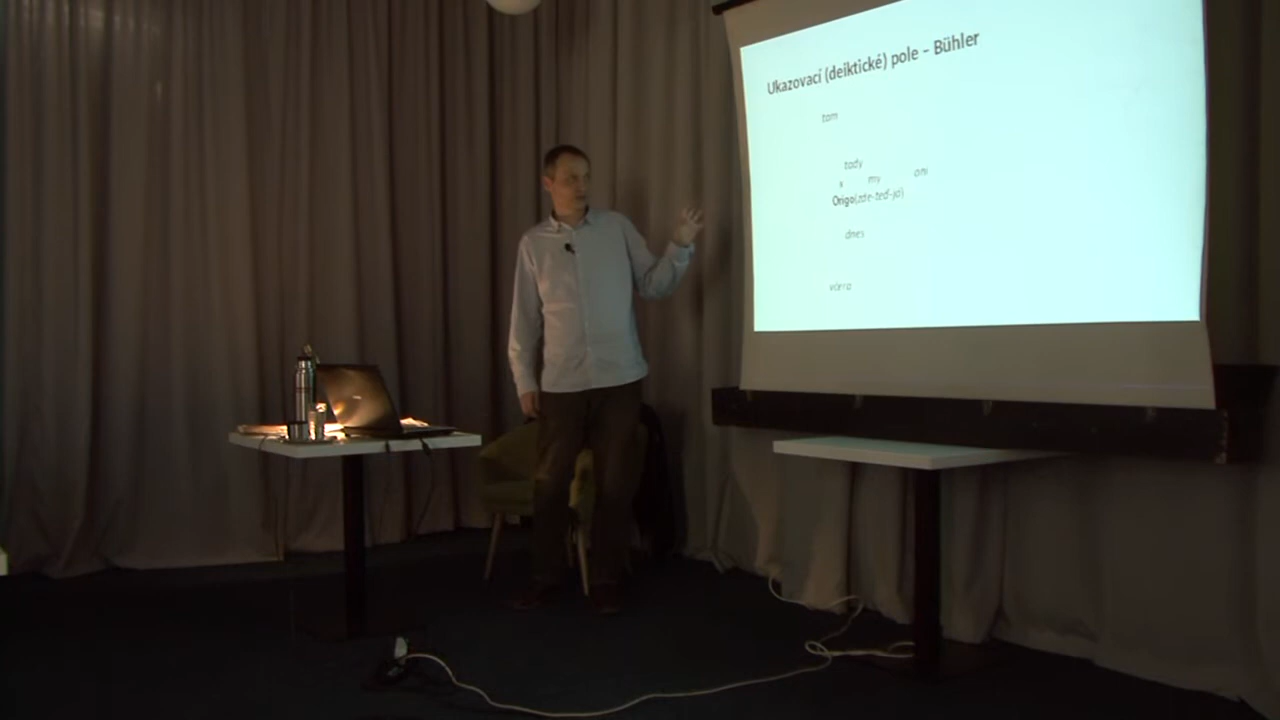 Ukazovací (deiktické) pole – Bühler
tam
tady
x my oni
Origo(zde-teď-já)
dnes
včera